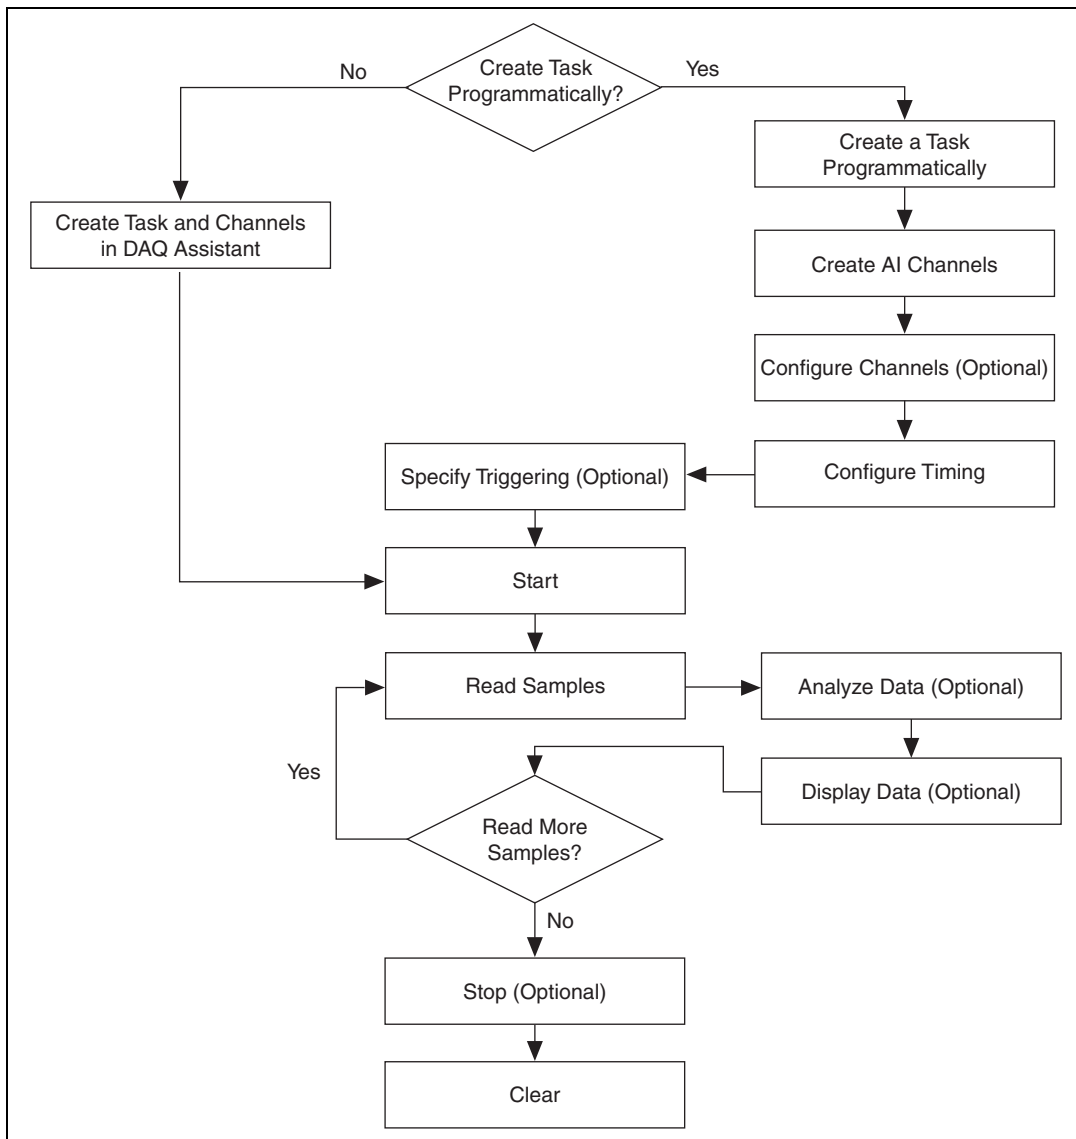 Create Task
Programmatically?
No
Yes
Create a Task
Programmatically
Create Task and Channels
in DAQ Assistant
Create AI Channels
Configure Channels (Optional)
Configure Timing
Specify Triggering (Optional)
Start
Read Samples
Analyze Data (Optional)
Display Data (Optional)
Yes
Read More
Samples?
No
Stop (Optional)
Clear